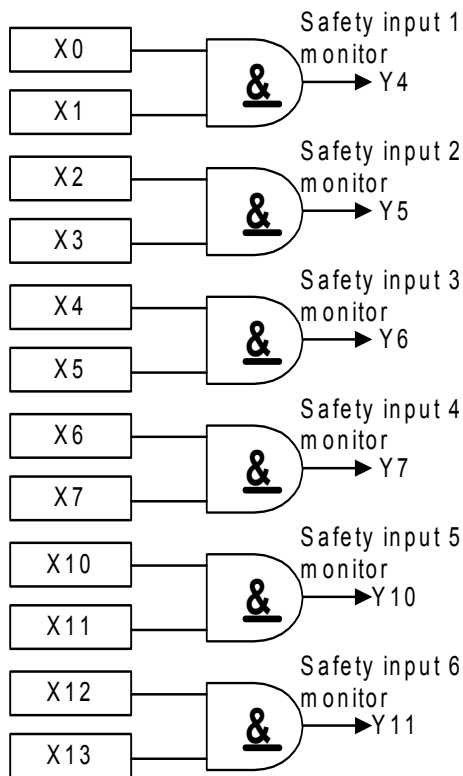 Safety input 1
X0
monitor
&
Y4
X1
Safety input 2
X2
monitor
&
Y5
X3
Safety input 3
X4
monitor
&
Y6
X5
Safety input 4
X6
monitor
&
Y7
X7
Safety input 5
X10
monitor
&
Y10
X11
Safety input 6
X12
monitor
&
Y11
X13